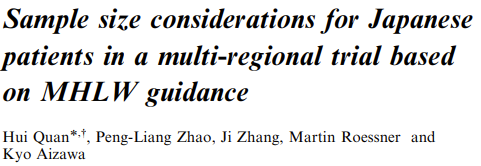 Sample size considerations for Japanese
patients in a multi-regional trial based
on MHLW guidance
Hui Quan*,†, Peng-Liang Zhao, Ji Zhang, Martin Roessner and
Kyo Aizawa